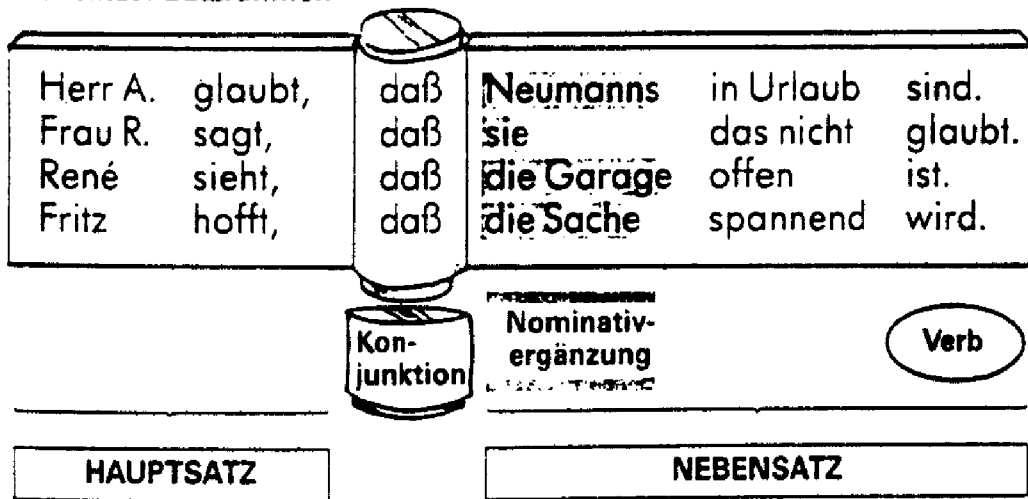 Herr A. glaubt, daß Neumanns in Urlaub sind.
Frau R. sagt, daß sie das nicht glaubt.
René sieht, daß die Garage offen ist.
Fritz hofft, daß die Sache spannend wird.
Kon-
junktion
Nominativ-
ergänzung
Verb
HAUPTSATZ
NEBENSATZ